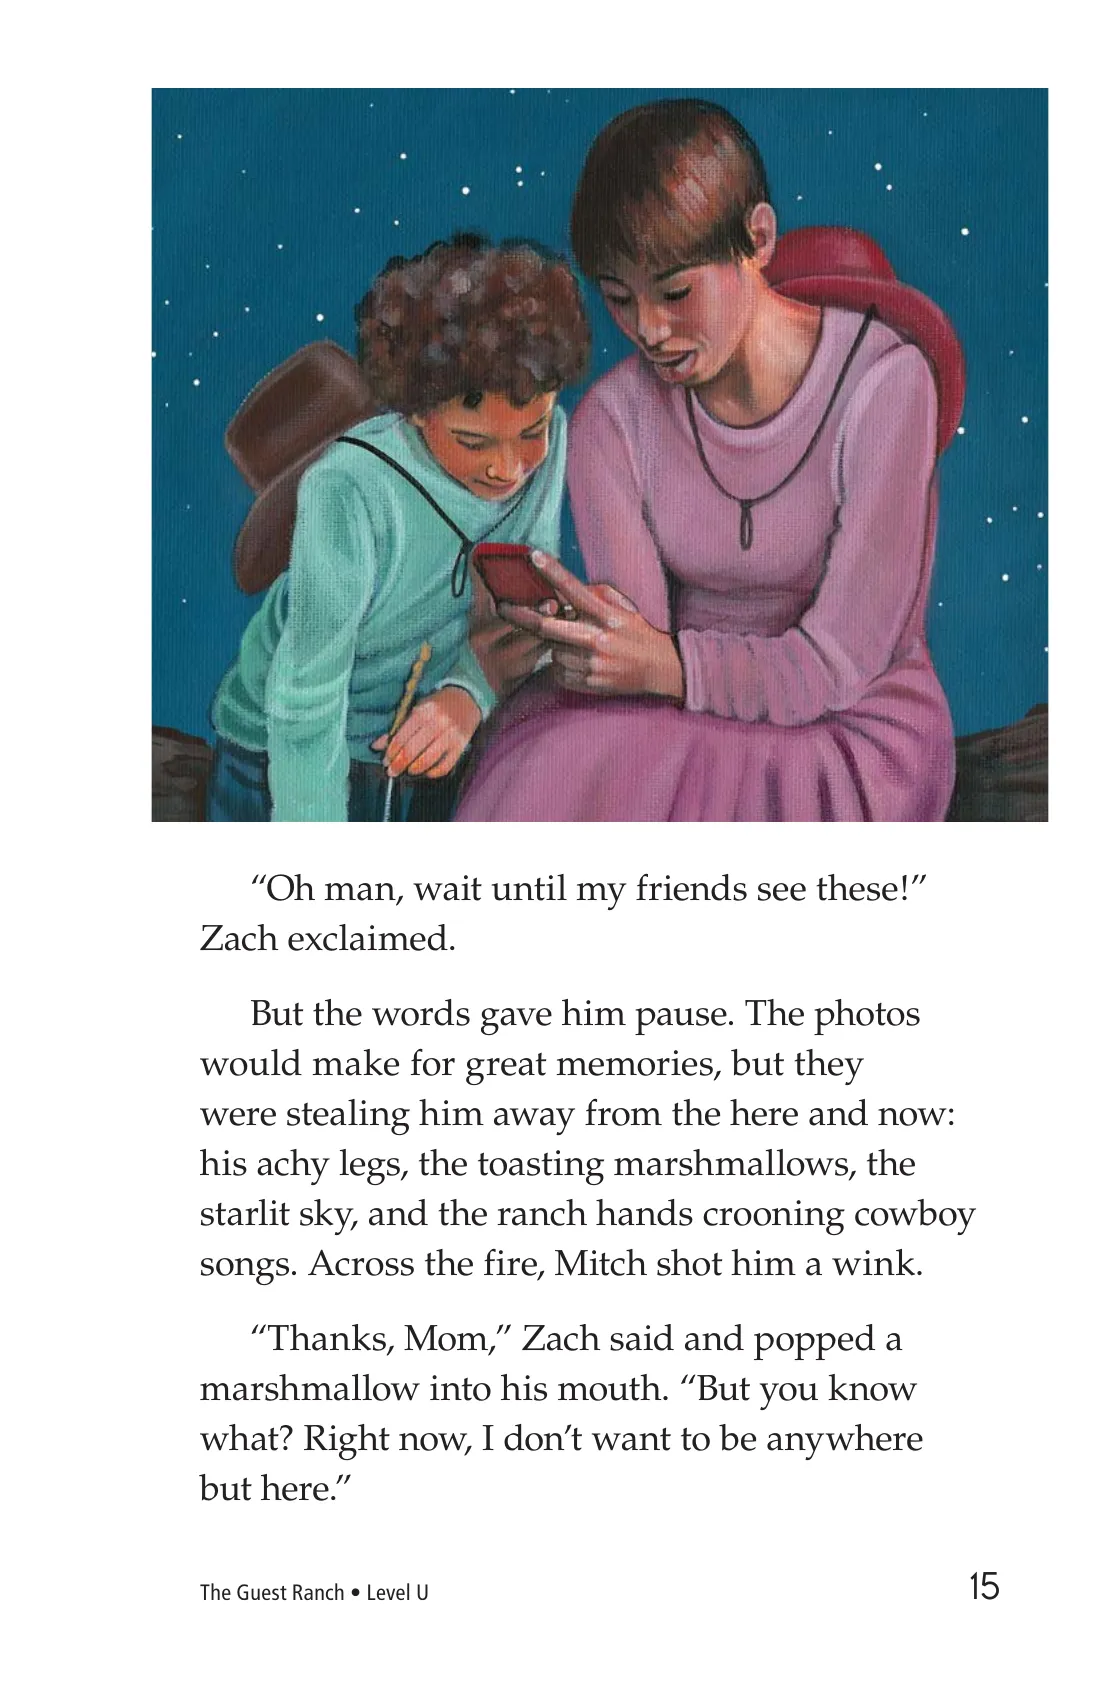 “Oh man, wait until my friends see these!”
Zach exclaimed.
But the words gave him pause. The photos
would make for great memories, but they
were stealing him away from the here and now:
his achy legs, the toasting marshmallows, the
starlit sky, and the ranch hands crooning cowboy
songs. Across the fire, Mitch shot him a wink.
“Thanks, Mom,” Zach said and popped a
marshmallow into his mouth. “But you know
what? Right now, I don’t want to be anywhere
but here.”
The Guest Ranch • Level U
15